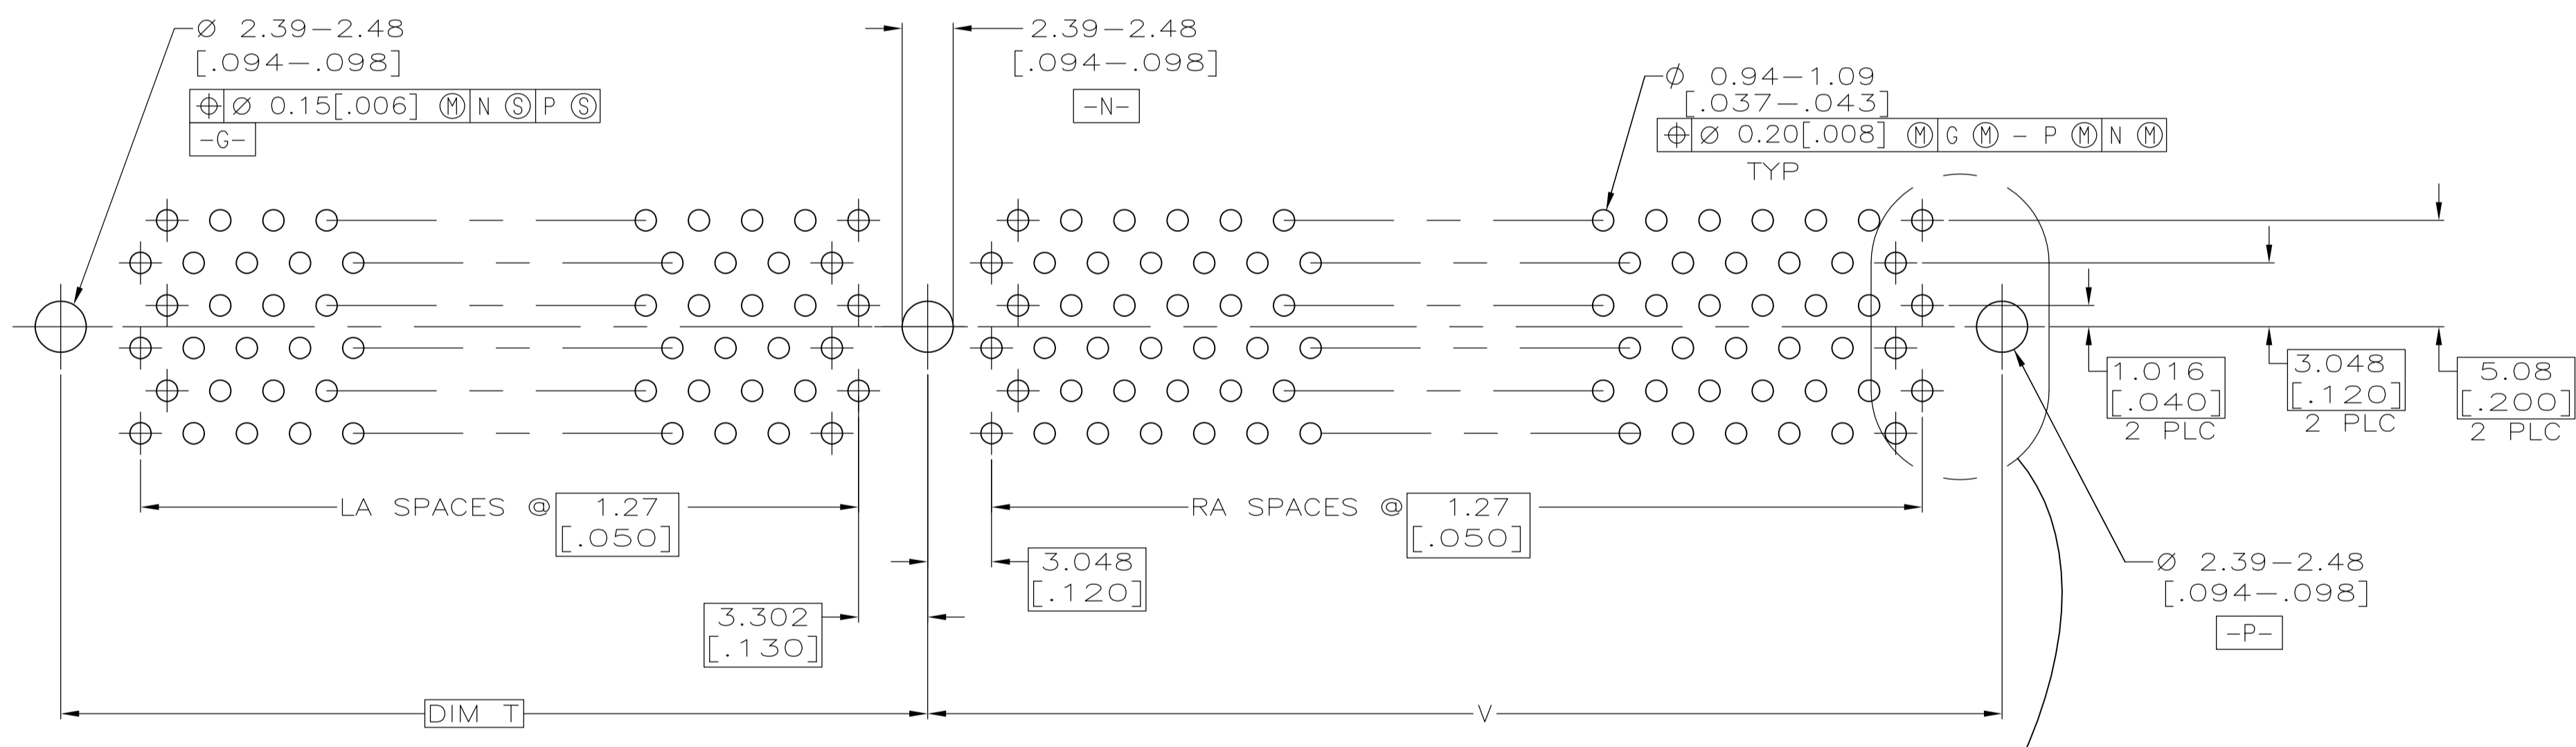 Ø 2.39-2.48
[.094-.098]
⌖ Ø 0.15[.006] Ⓜ N Ⓢ P Ⓢ
-G-
2.39-2.48
[.094-.098]
-N-
Ø 0.94-1.09
[.037-.043]
⌖ Ø 0.20[.008] Ⓜ G Ⓜ - P Ⓜ N Ⓜ
TYP
1.016
[.040]
2 PLC
3.048
[.120]
2 PLC
5.08
[.200]
2 PLC
LA SPACES @ 1.27
[.050]
RA SPACES @ 1.27
[.050]
3.048
[.120]
3.302
[.130]
Ø 2.39-2.48
[.094-.098]
-P-
DIM T
V